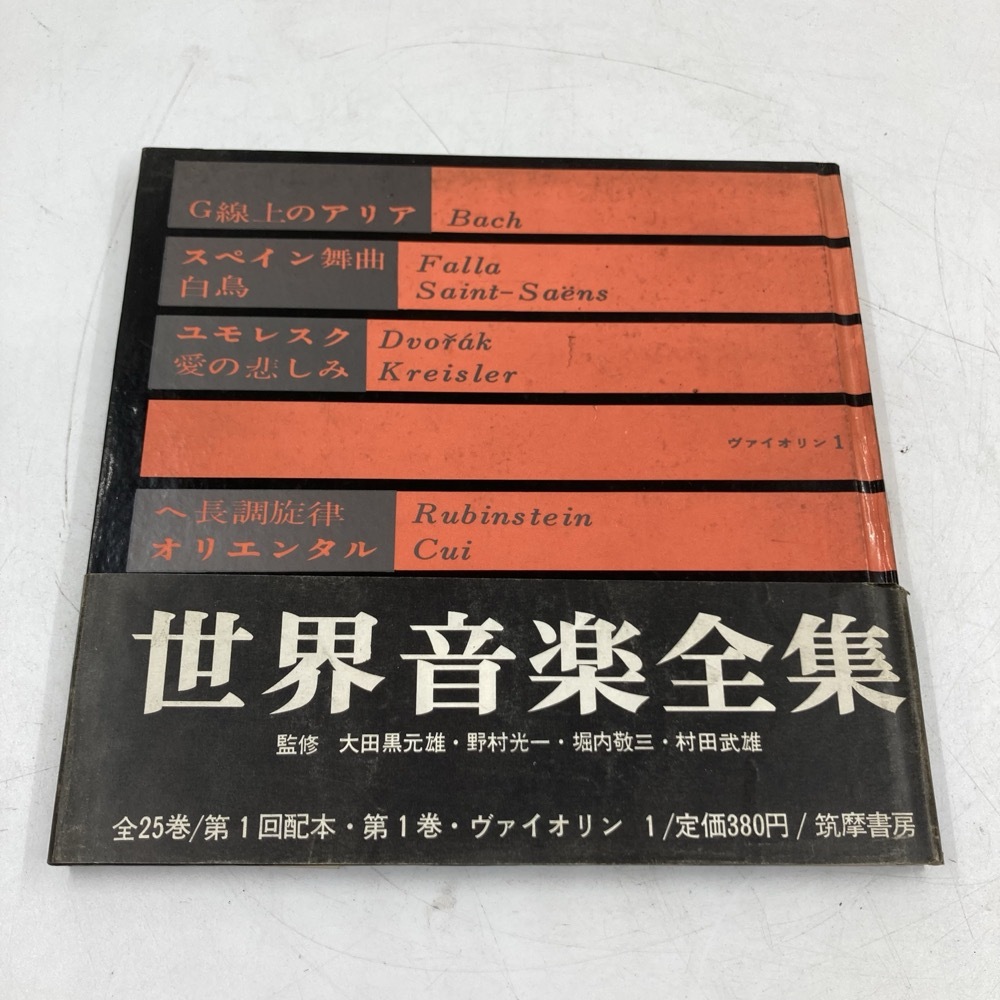 G線上のアリア Bach
スペイン舞曲 Falla
白鳥 Saint-Saëns
ユモレスク Dvořák
愛の悲しみ Kreisler
ヴァイオリン1
ヘ長調旋律 Rubinstein
オリエンタル Cui
世界音楽全集
監修 大田黒元雄・野村光一・堀内敬三・村田武雄
全25巻/第1回配本・第1巻・ヴァイオリン 1/定価380円/筑摩書房